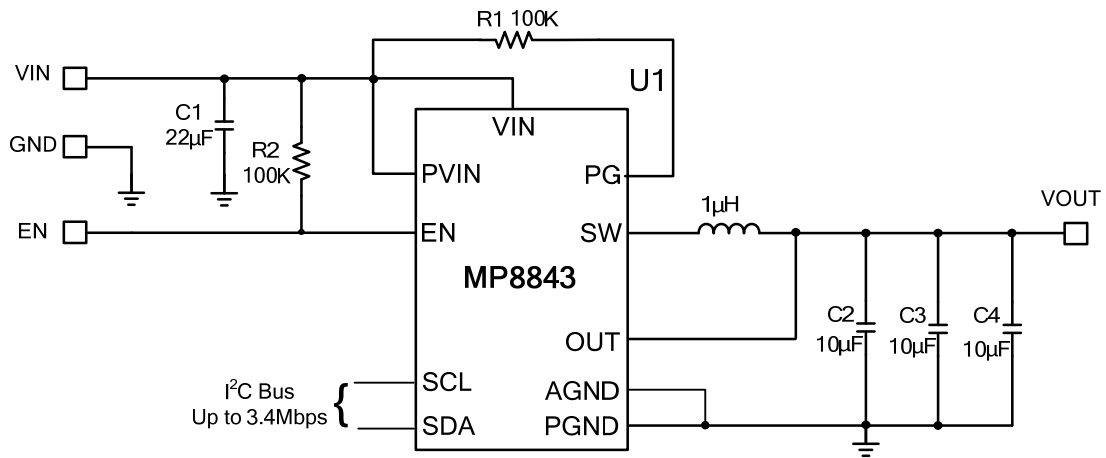 R1 100K
VIN
U1
C1
22µF
VIN
GND
R2
100K
PVIN
PG
1µH
VOUT
EN
EN
SW
MP8843
C2
10µF
C3
10µF
C4
10µF
OUT
I²C Bus
Up to 3.4Mbps
{
SCL
AGND
SDA
PGND